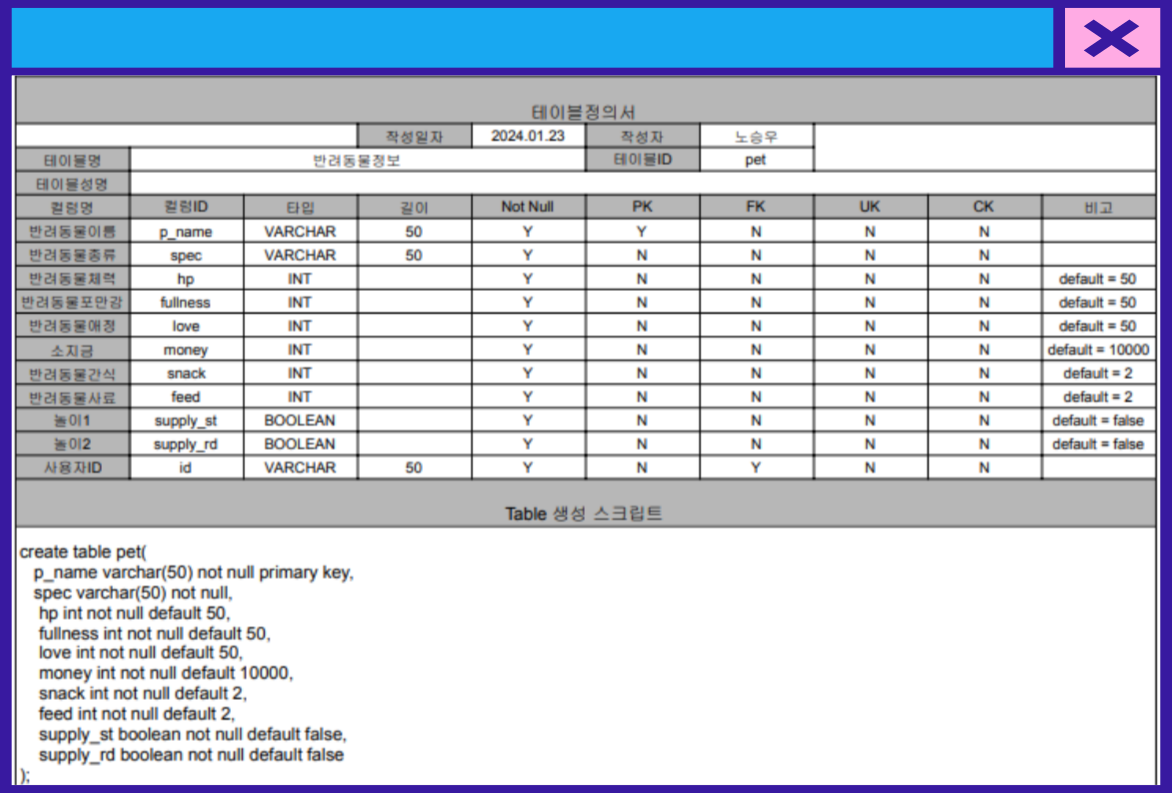 테이블정의서
작성일자 2024.01.23 작성자 노승우
테이블명 반려동물정보 테이블ID pet
테이블성명
컬럼명 컬럼ID 타입 길이 Not Null PK FK UK CK 비고
반려동물이름 p_name VARCHAR 50 Y Y N N N
반려동물종류 spec VARCHAR 50 Y N N N N
반려동물체력 hp INT Y N N N N default = 50
반려동물포만감 fullness INT Y N N N N default = 50
반려동물애정 love INT Y N N N N default = 50
소지금 money INT Y N N N N default = 10000
반려동물간식 snack INT Y N N N N default = 2
반려동물사료 feed INT Y N N N N default = 2
놀이1 supply_st BOOLEAN Y N N N N default = false
놀이2 supply_rd BOOLEAN Y N N N N default = false
사용자ID id VARCHAR 50 Y N Y N N
Table 생성 스크립트
create table pet(
p_name varchar(50) not null primary key,
spec varchar(50) not null,
hp int not null default 50,
fullness int not null default 50,
love int not null default 50,
money int not null default 10000,
snack int not null default 2,
feed int not null default 2,
supply_st boolean not null default false,
supply_rd boolean not null default false
);